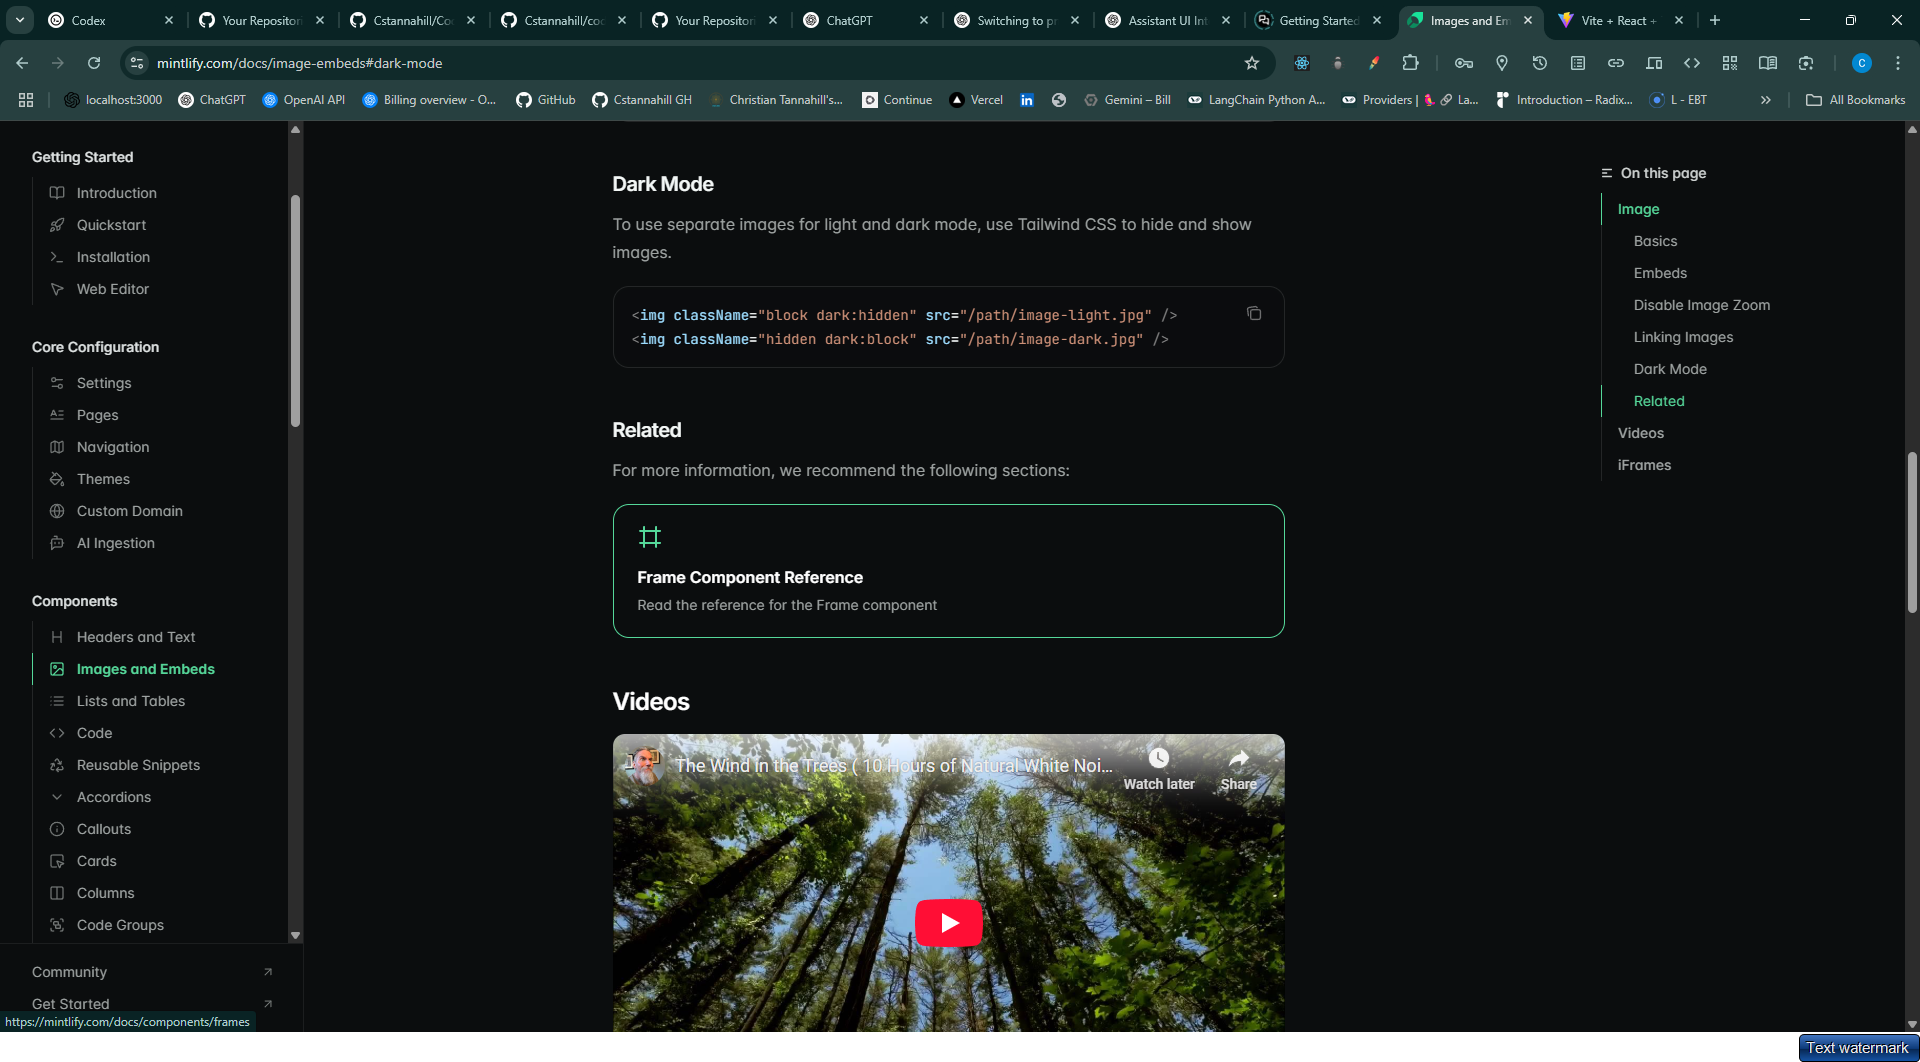 Codex
Your Repositori
Cstannahill/Co
Cstannahill/co
Your Repositori
ChatGPT
Switching to pr
Assistant UI Int
Getting Started
Images and Em
Vite + React +
mintlify.com/docs/image-embeds#dark-mode
C
localhost:3000
ChatGPT
OpenAI API
Billing overview - O...
GitHub
Cstannahill GH
Christian Tannahill's...
Continue
Vercel
in
Gemini – Bill
LangChain Python A...
Providers | 🦜🔗 La...
Introduction – Radix...
L - EBT
All Bookmarks
Getting Started
Introduction
Quickstart
Installation
Web Editor
Core Configuration
Settings
Pages
Navigation
Themes
Custom Domain
AI Ingestion
Components
Headers and Text
Images and Embeds
Lists and Tables
Code
Reusable Snippets
Accordions
Callouts
Cards
Columns
Code Groups
Community
Get Started
https://mintlify.com/docs/components/frames
Dark Mode
To use separate images for light and dark mode, use Tailwind CSS to hide and show
images.
<img className="block dark:hidden" src="/path/image-light.jpg" />
<img className="hidden dark:block" src="/path/image-dark.jpg" />
Related
For more information, we recommend the following sections:
Frame Component Reference
Read the reference for the Frame component
Videos
The Wind in the Trees ( 10 Hours of Natural White Noi...
Watch later
Share
On this page
Image
Basics
Embeds
Disable Image Zoom
Linking Images
Dark Mode
Related
Videos
iFrames
Text watermark